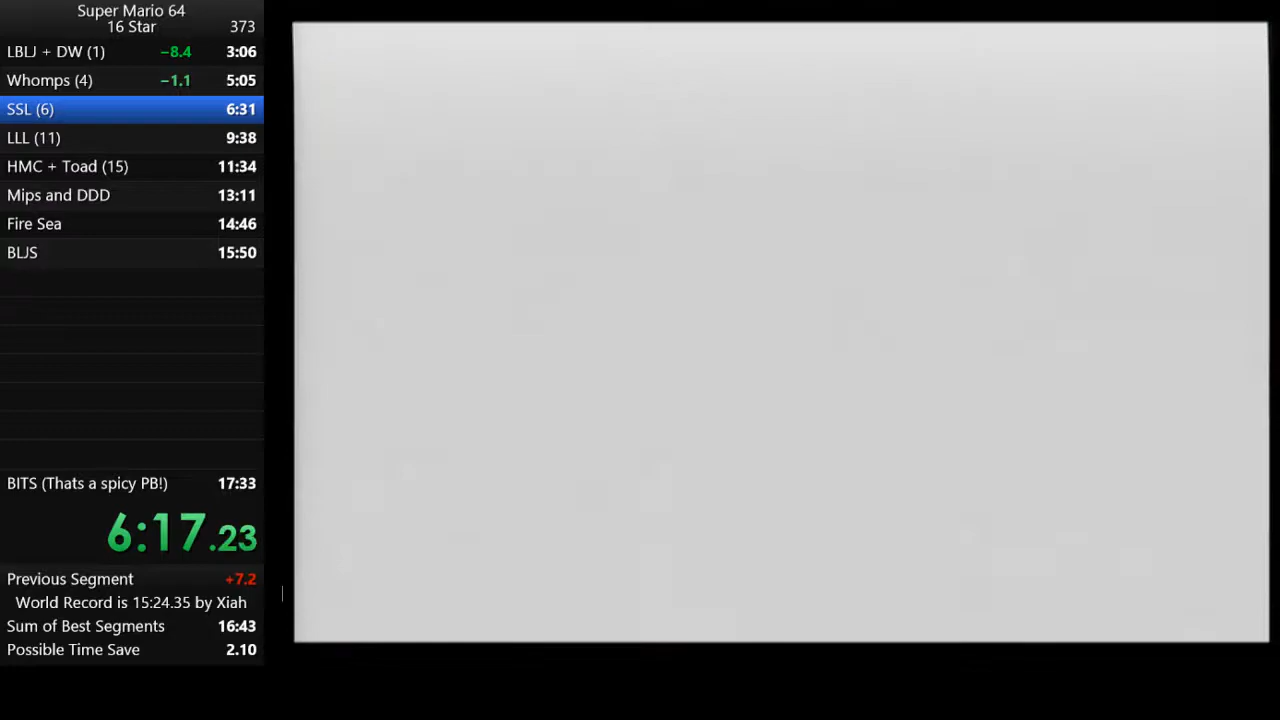 Super Mario 64
16 Star 373
LBLJ + DW (1) −8.4 3:06
Whomps (4) −1.1 5:05
SSL (6) 6:31
LLL (11) 9:38
HMC + Toad (15) 11:34
Mips and DDD 13:11
Fire Sea 14:46
BLJS 15:50
BITS (Thats a spicy PB!) 17:33
6:17.23
Previous Segment +7.2
World Record is 15:24.35 by Xiah
Sum of Best Segments 16:43
Possible Time Save 2.10